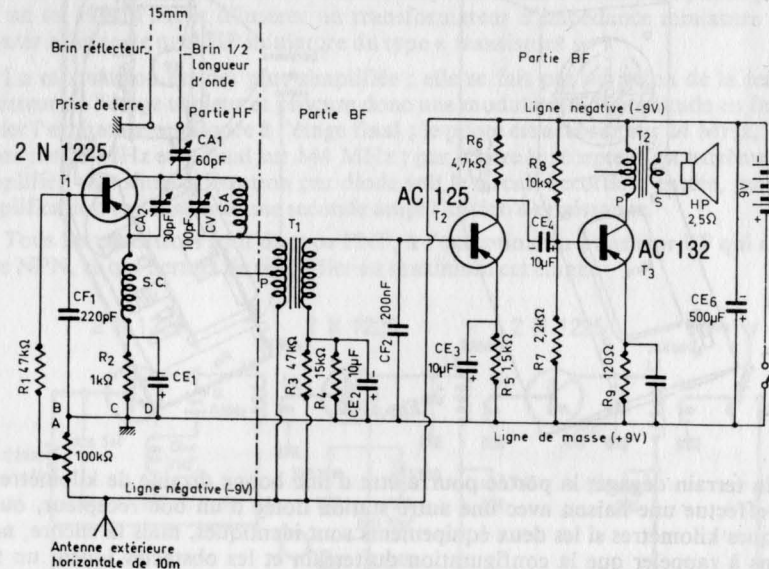 15mm
Brin réflecteur
Brin 1/2
longueur
d'onde
Prise de terre
Partie HF
Partie BF
Partie BF
Ligne négative (-9V)
2 N 1225
T1
CA1
60pF
CA2
30pF
CA3
100pF
S.A.
S.C.
CF1
220pF
R1 47kΩ
R2
1kΩ
CE1
B
A
C
D
100kΩ
Ligne négative (-9V)
Antenne extérieure
horizontale de 10m
T1
P
S
R3 47kΩ
R4 15kΩ
10µF
CE2
CF2 200nF
AC 125
T2
R6
4,7kΩ
R8
10kΩ
CE4
10µF
CE3
10µF
R5 1,5kΩ
R7 2,2kΩ
P
S
HP
2,5Ω
AC 132
T3
R9 120Ω
9V
CE6
500µF
Ligne de masse (+9V)